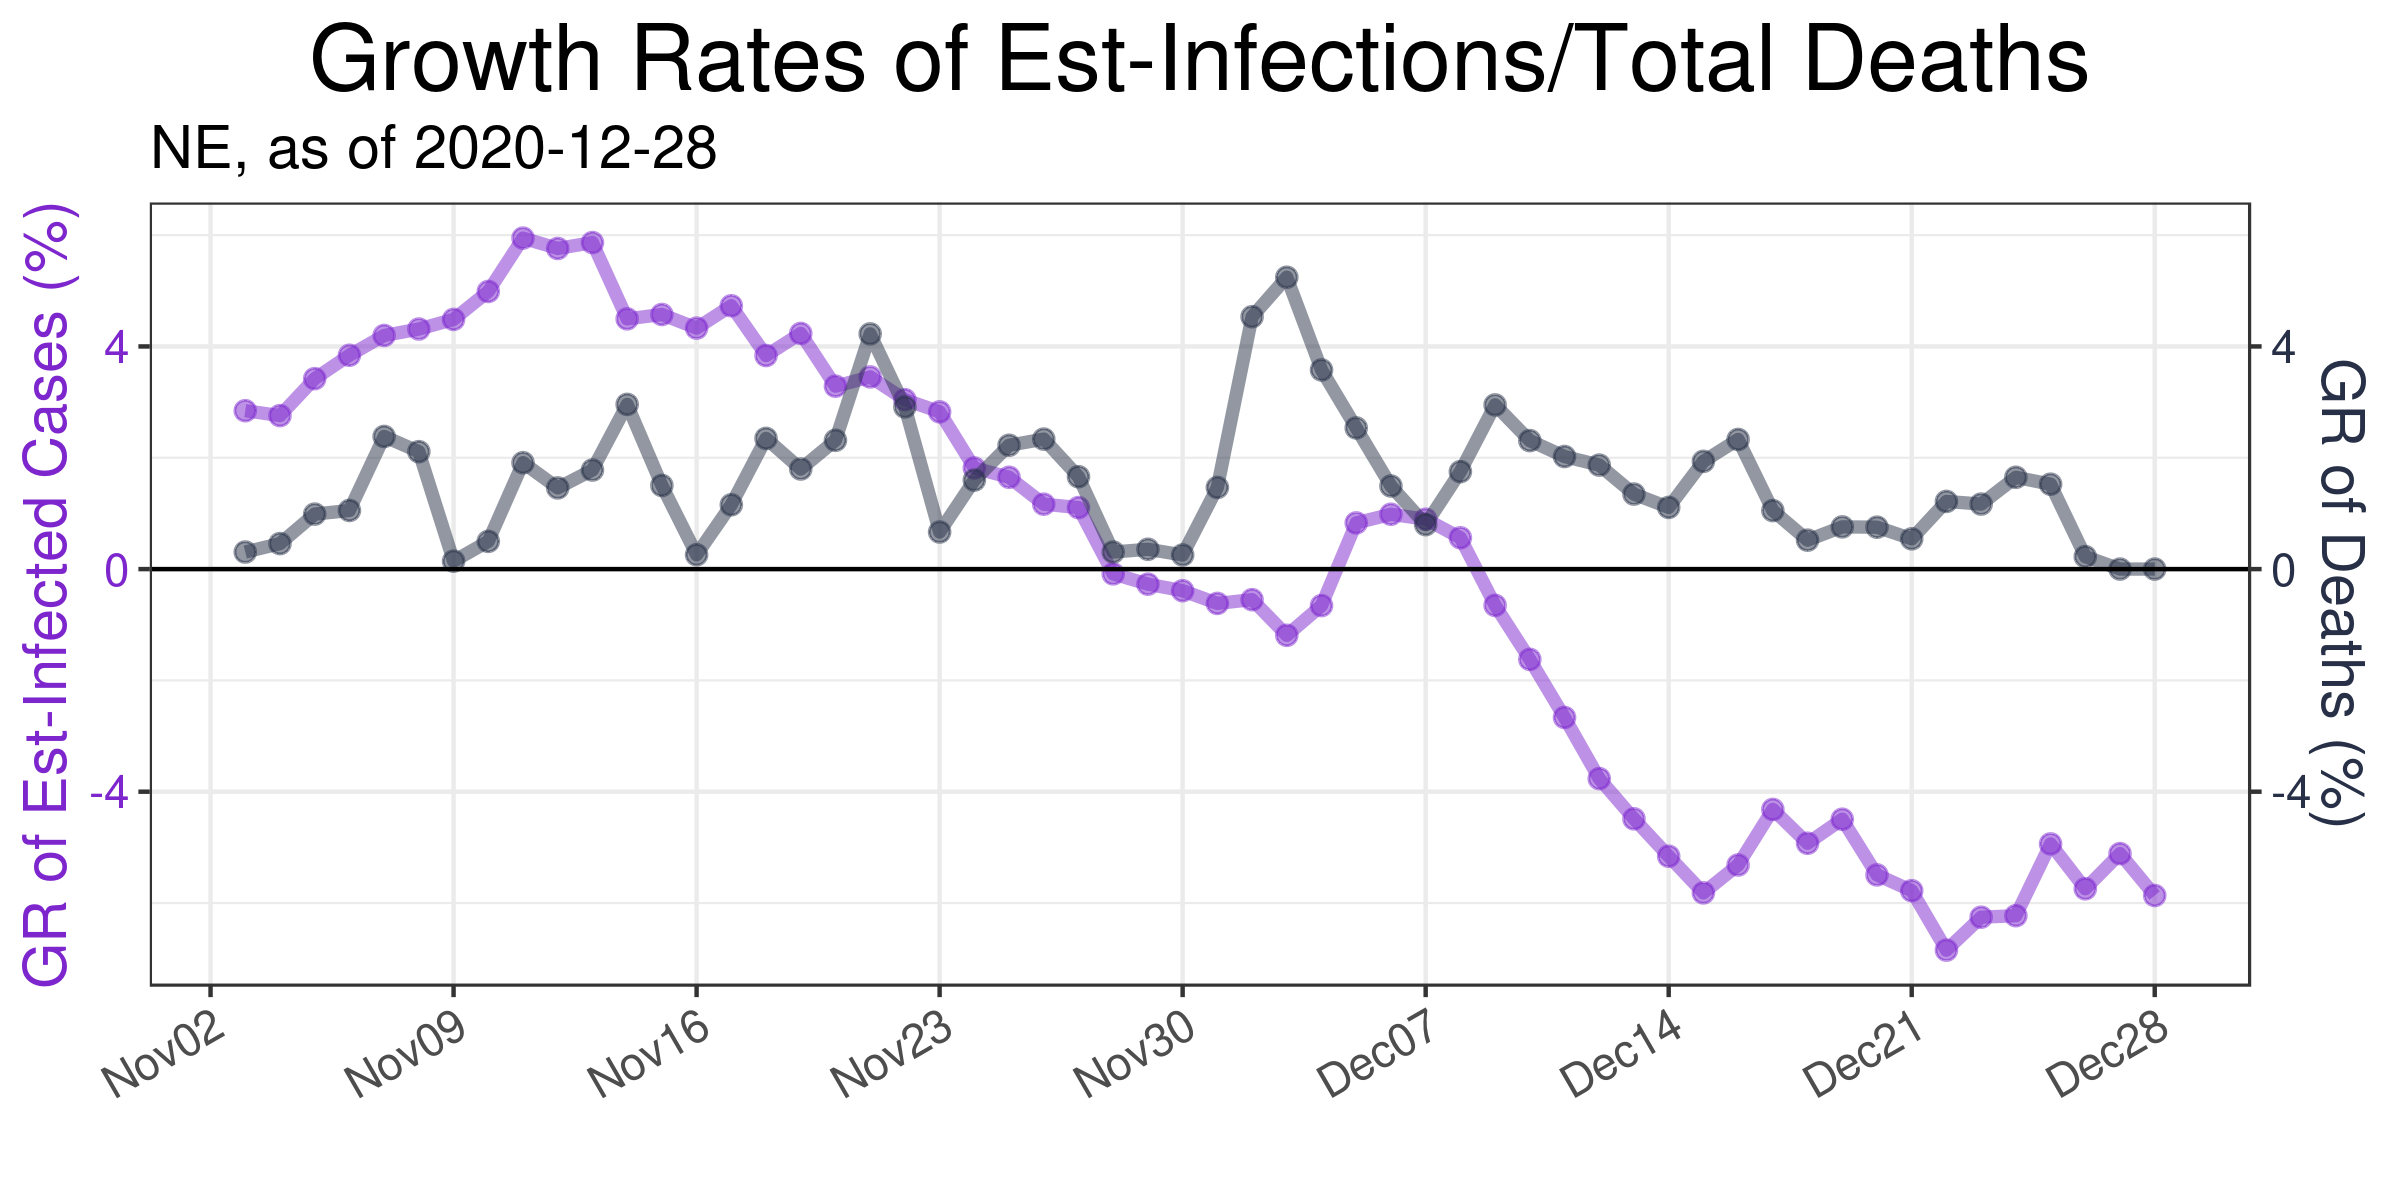 Growth Rates of Est-Infections/Total Deaths
NE, as of 2020-12-28
GR of Est-Infected Cases (%)
4
0
-4
4
0
-4
GR of Deaths (%)
Nov02
Nov09
Nov16
Nov23
Nov30
Dec07
Dec14
Dec21
Dec28